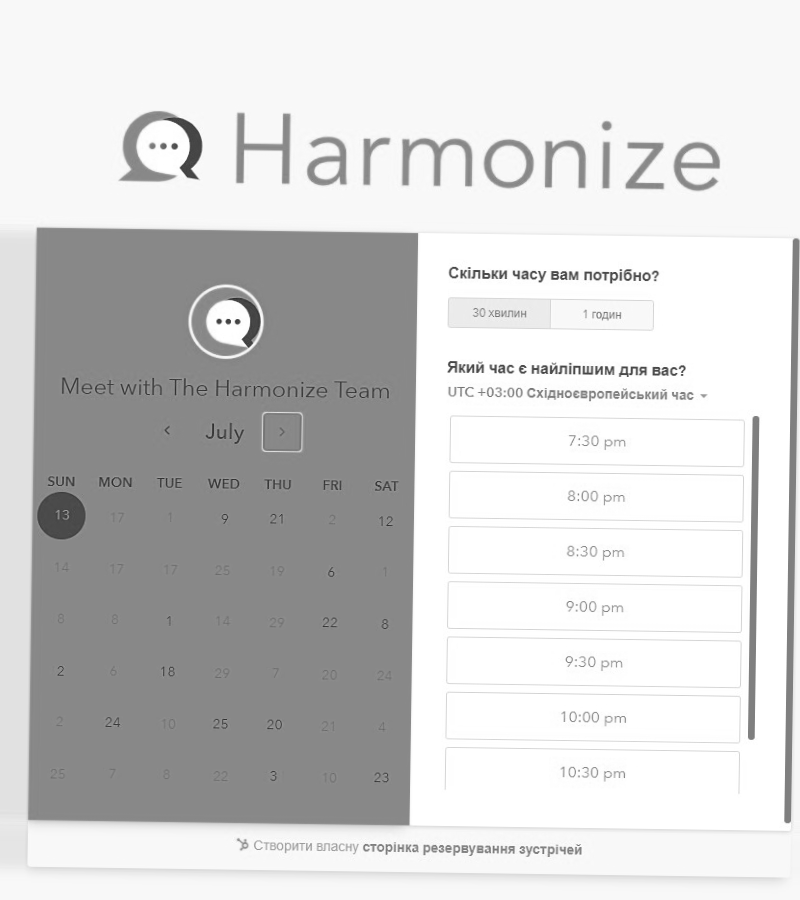 Harmonize
Meet with The Harmonize Team
July
SUN MON TUE WED THU FRI SAT
13 17 1 9 21 2 12
14 17 17 25 19 6 1
8 8 1 14 29 22 8
2 6 18 29 7 20 24
2 24 10 25 20 21 4
25 7 8 22 3 10 23
Скільки часу вам потрібно?
30 хвилин 1 годин
Який час є найліпшим для вас?
UTC +03:00 Східноєвропейський час
7:30 pm
8:00 pm
8:30 pm
9:00 pm
9:30 pm
10:00 pm
10:30 pm
Створити власну сторінка резервування зустрічей